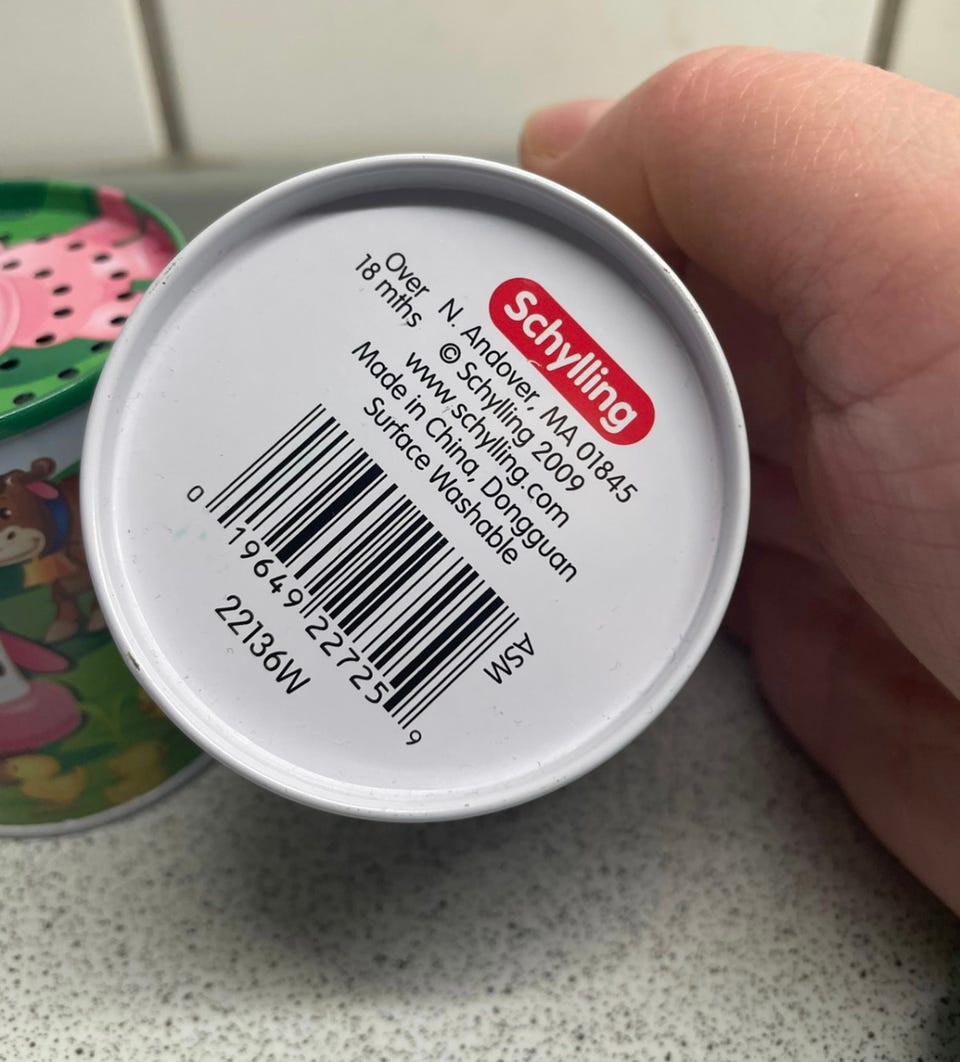 Schylling
N. Andover, MA 01845
© Schylling 2009
www.schylling.com
Made in China, Dongguan
Surface Washable
Over
18 mths
0 19649 22725 9
ASM
22136W